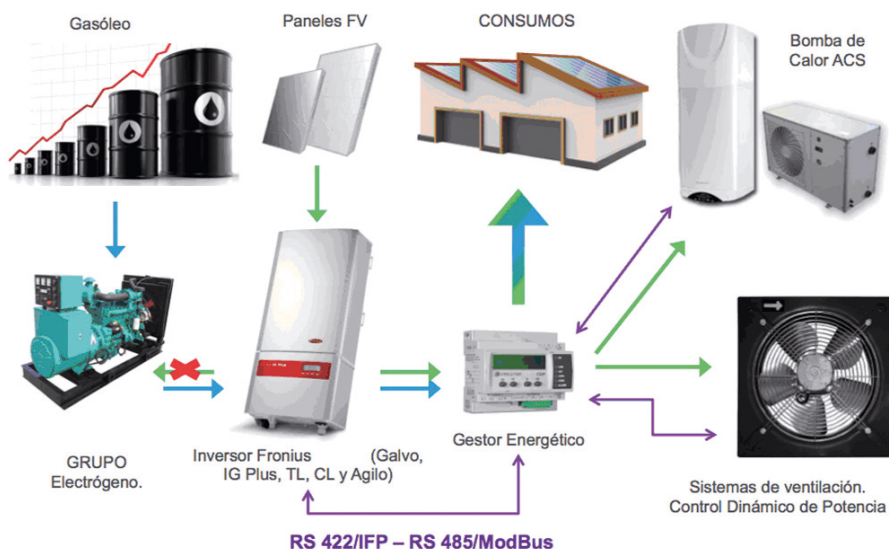 Gasóleo
Paneles FV
CONSUMOS
Bomba de
Calor ACS
GRUPO
Electrógeno.
Inversor Fronius (Galvo,
IG Plus, TL, CL y Agilo)
Gestor Energético
Sistemas de ventilación.
Control Dinámico de Potencia
RS 422/IFP – RS 485/ModBus